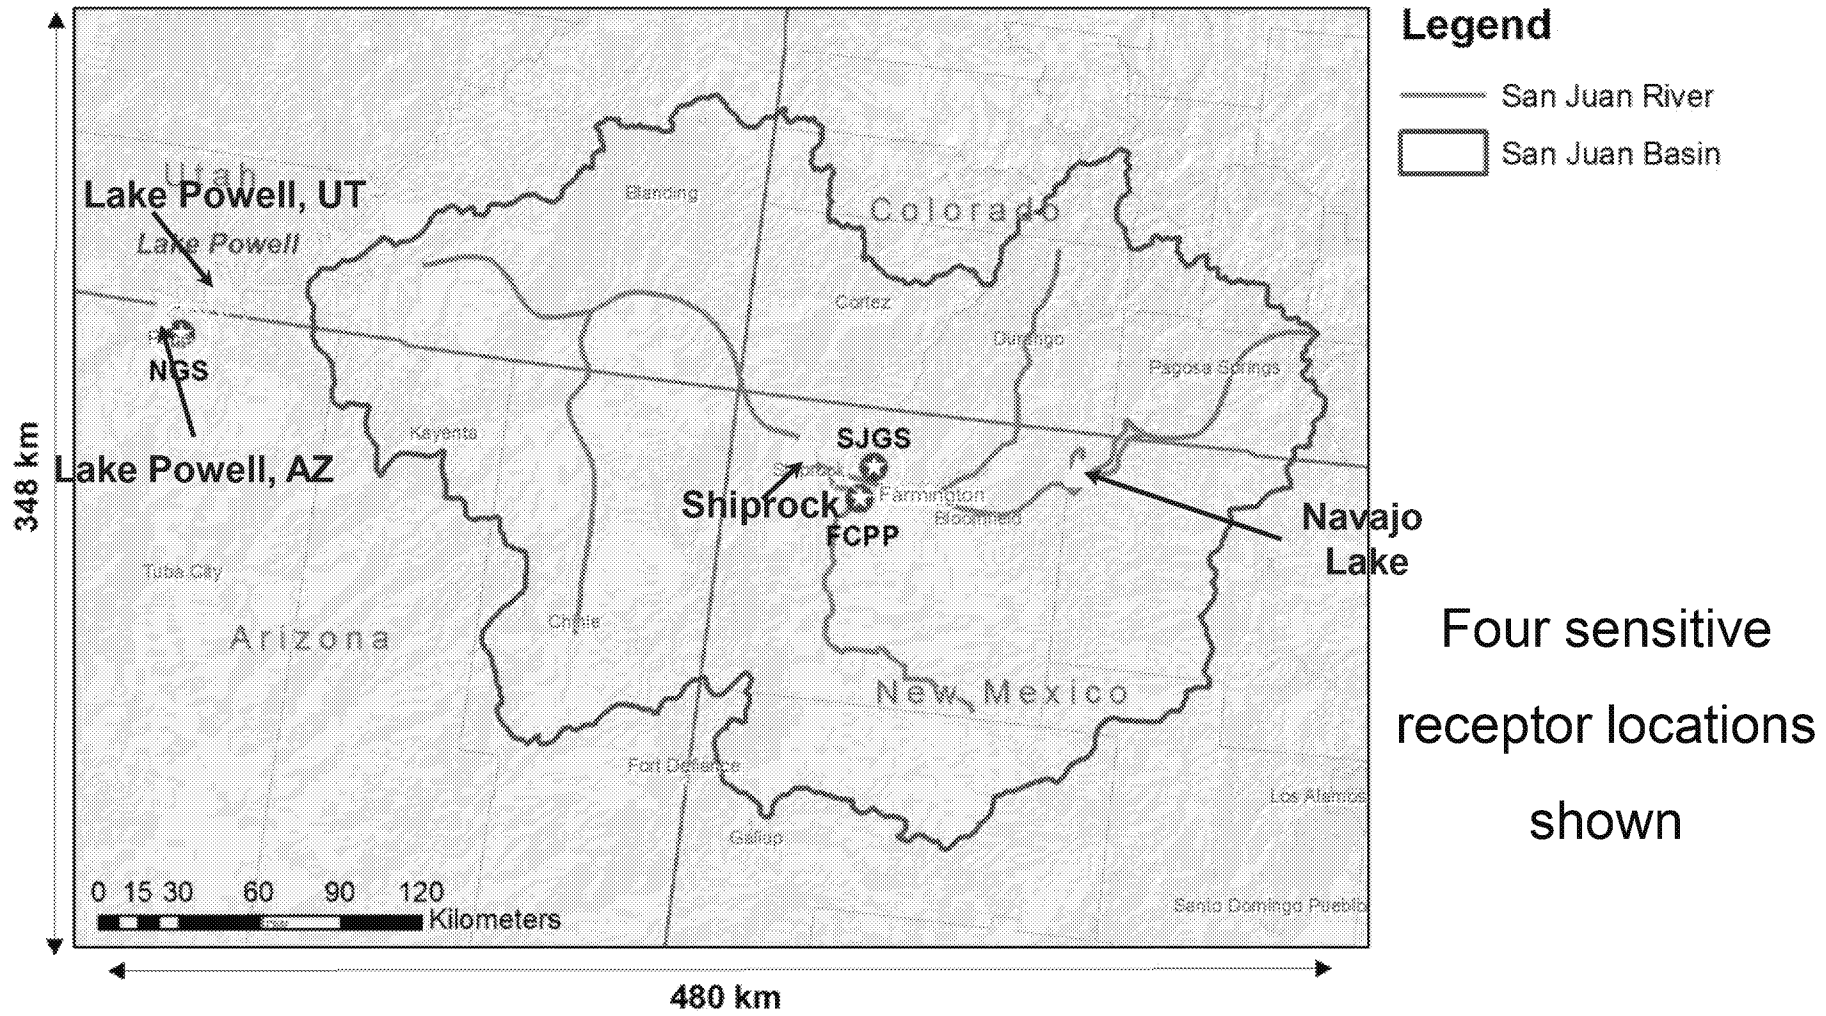 Legend
San Juan River
San Juan Basin
Utah
Lake Powell, UT
Lake Powell
Blanding
Colorado
Cortez
Durango
Pagosa Springs
NGS
Kayenta
SJGS
Lake Powell, AZ
Shiprock
Shiprock
Farmington
Bloomfield
FCPP
Navajo
Lake
Tuba City
Chinle
Arizona
New Mexico
Fort Defiance
Gallup
Los Alamos
Santo Domingo Pueblo
0 15 30 60 90 120
Kilometers
348 km
480 km
Four sensitive
receptor locations
shown